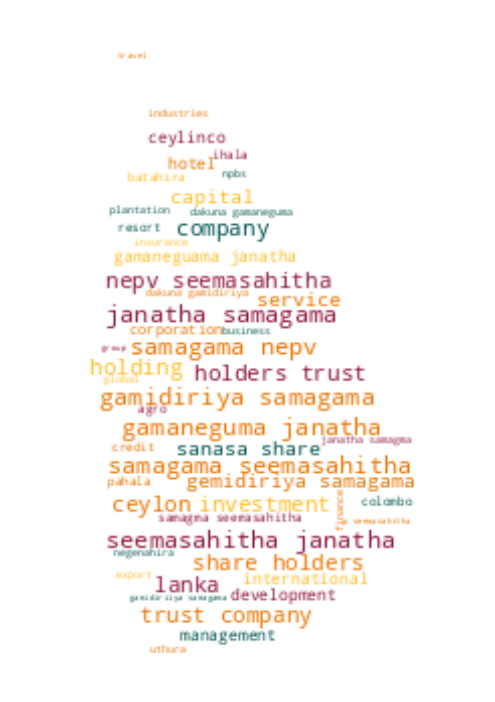 travel
industries
ceylinco
ihala
hotel
npbs
batahira
capital
plantation dakuna gamaneguma
resort company
insurance
gamaneguama janatha
nepv seemasahitha
dakuna gamidiriya
service
janatha samagama
corporation business
group samagama nepv
holding holders trust
global
gamidiriya samagama
agro
gamaneguma janatha
janatha samagma
credit sanasa share
samagama seemasahitha
pahala gemidiriya samagama
ceylon investment colombo
finance
samagma seemasahitha seemasahitha
seemasahitha janatha
negenahira
share holders
export international
lanka
development
gamidiriya samagama
trust company
management
uthura